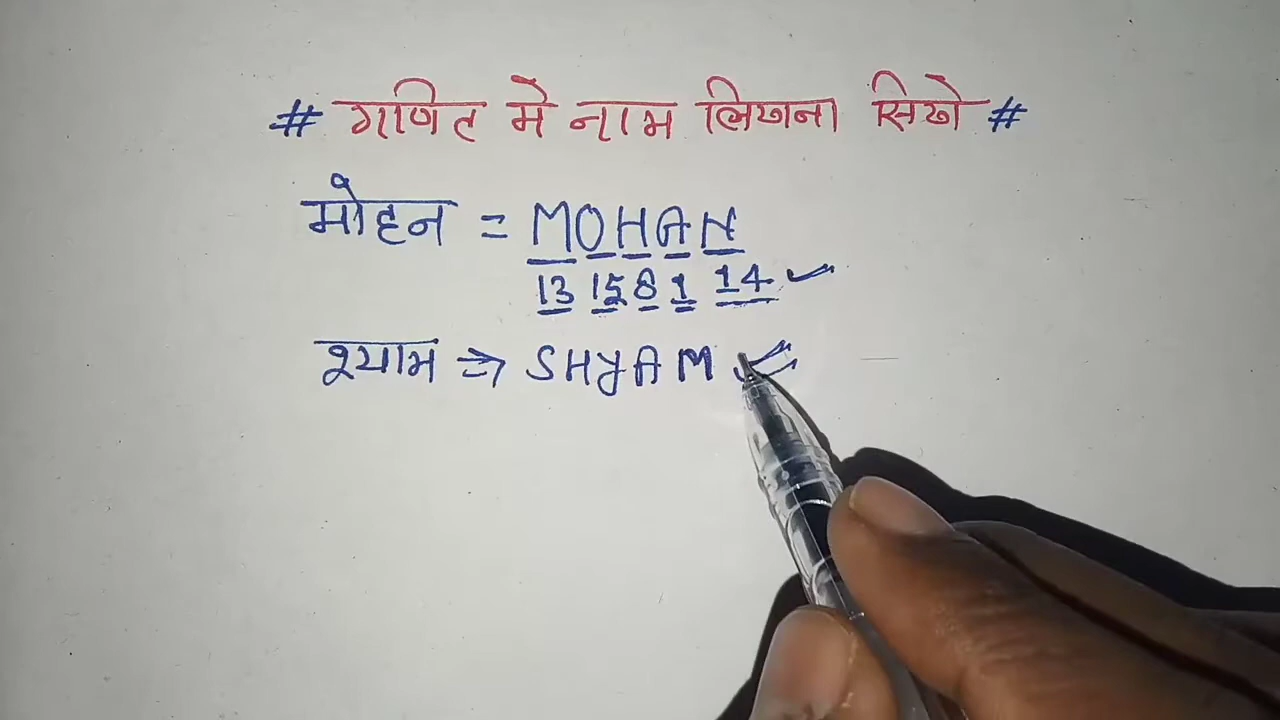 # गणित मे नाम लिखना सिखे #
मोहन = MOHAN
13 15 8 1 14
श्याम => SHYAM